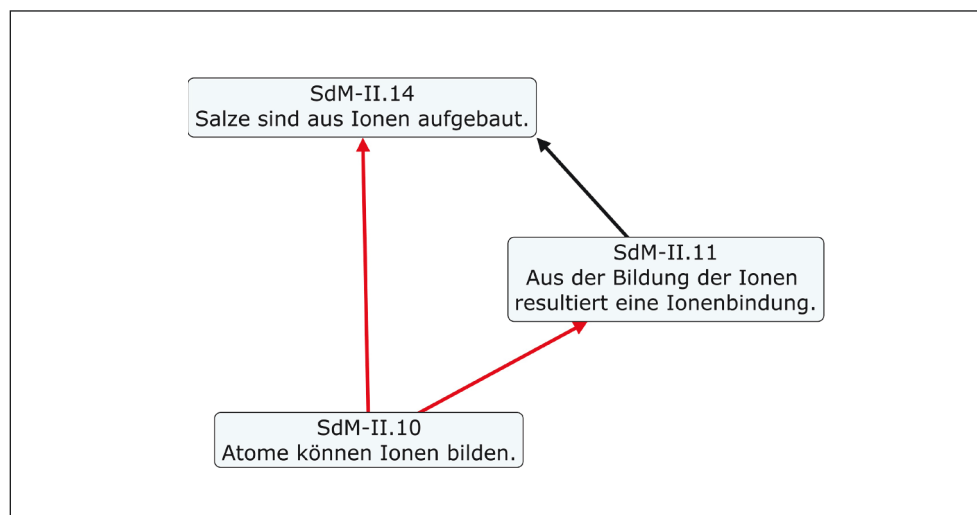 SdM-II.14
Salze sind aus Ionen aufgebaut.
SdM-II.11
Aus der Bildung der Ionen
resultiert eine Ionenbindung.
SdM-II.10
Atome können Ionen bilden.